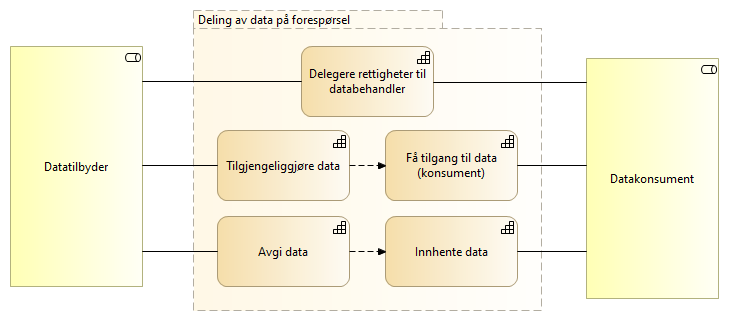 Deling av data på forespørsel
Datatilbyder
Delegere rettigheter til
databehandler
Tilgjengeliggjøre data
Få tilgang til data
(konsument)
Avgi data
Innhente data
Datakonsument